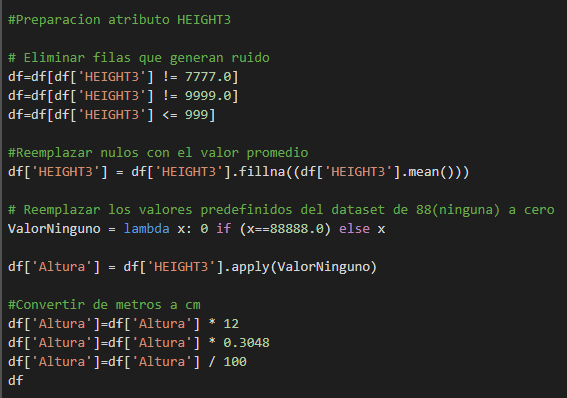 #Preparacion atributo HEIGHT3
# Eliminar filas que generan ruido
df=df[df['HEIGHT3'] != 7777.0]
df=df[df['HEIGHT3'] != 9999.0]
df=df[df['HEIGHT3'] <= 999]
#Reemplazar nulos con el valor promedio
df['HEIGHT3'] = df['HEIGHT3'].fillna((df['HEIGHT3'].mean()))
# Reemplazar los valores predefinidos del dataset de 88(ninguna) a cero
ValorNinguno = lambda x: 0 if (x==88888.0) else x
df['Altura'] = df['HEIGHT3'].apply(ValorNinguno)
#Convertir de metros a cm
df['Altura']=df['Altura'] * 12
df['Altura']=df['Altura'] * 0.3048
df['Altura']=df['Altura'] / 100
df